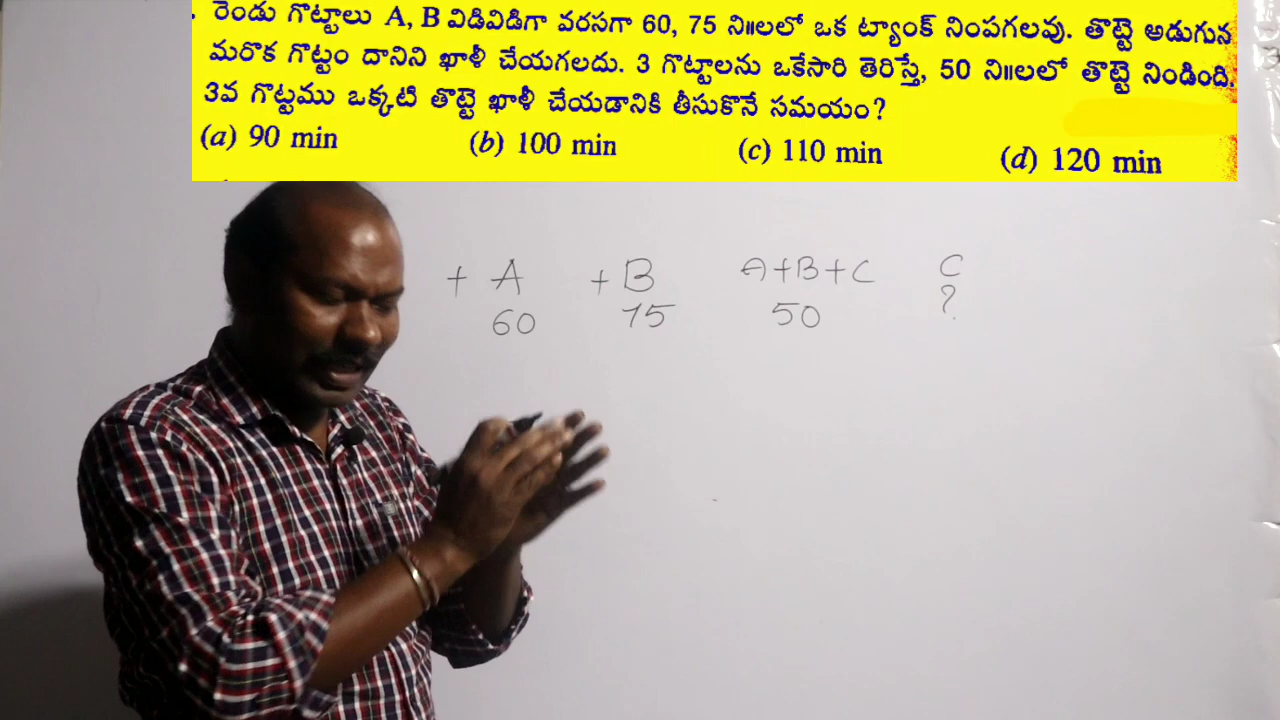 . రెండు గొట్టాలు A, B విడివిడిగా వరసగా 60, 75 ని॥లలో ఒక ట్యాంక్ నింపగలవు. తొట్టె అడుగున
మరొక గొట్టం దానిని ఖాళీ చేయగలదు. 3 గొట్టాలను ఒకేసారి తెరిస్తే, 50 ని॥లలో తొట్టె నిండింది.
3వ గొట్టము ఒక్కటి తొట్టె ఖాళీ చేయడానికి తీసుకొనే సమయం?
(a) 90 min (b) 100 min (c) 110 min (d) 120 min
+ A + B A+B+C C
60 75 50 ?